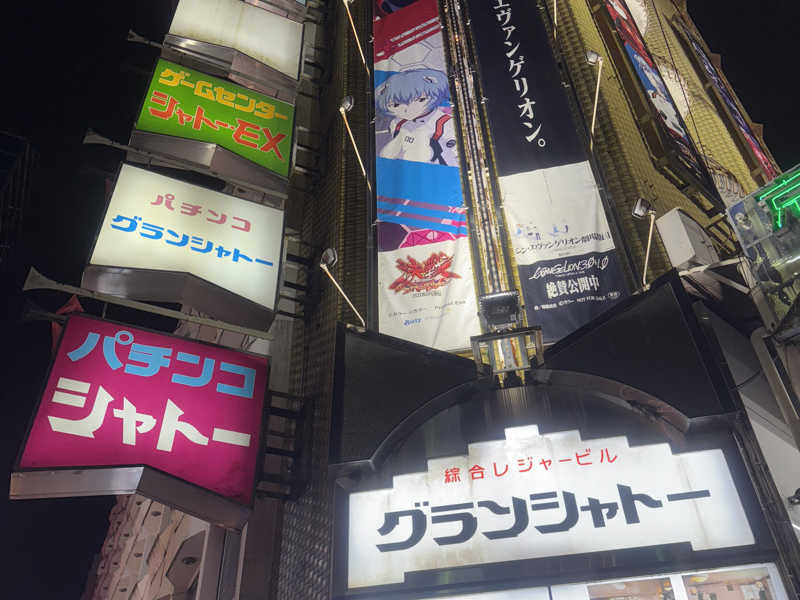 ゲームセンター
シャトーEX
パチンコ
グランシャトー
パチンコ
シャトー
エヴァンゲリオン。
00
シン・エヴァンゲリオン劇場版
EVANGELION:3.0+1.0
絶賛公開中
綜合レジャービル
グランシャトー